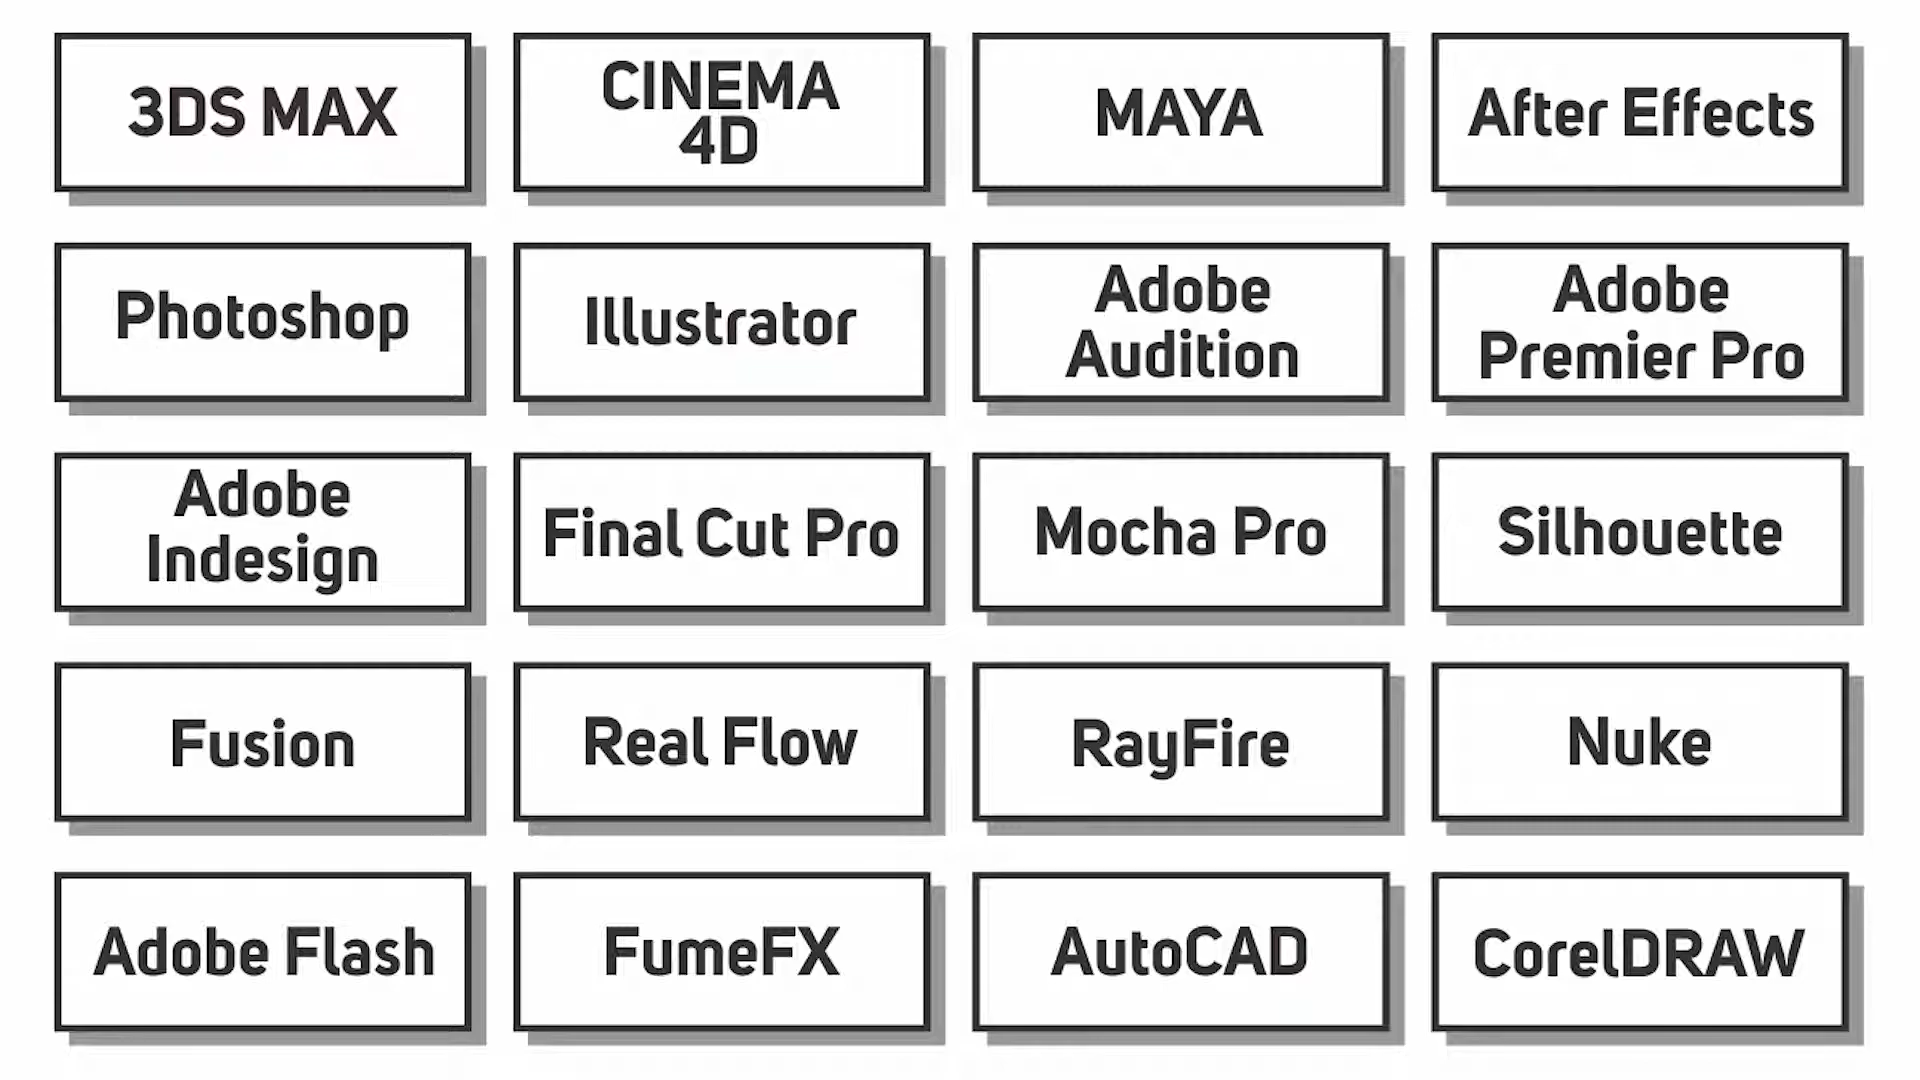 3DS MAX
CINEMA
4D
MAYA
After Effects
Photoshop
Illustrator
Adobe
Audition
Adobe
Premier Pro
Adobe
Indesign
Final Cut Pro
Mocha Pro
Silhouette
Fusion
Real Flow
RayFire
Nuke
Adobe Flash
FumeFX
AutoCAD
CorelDRAW